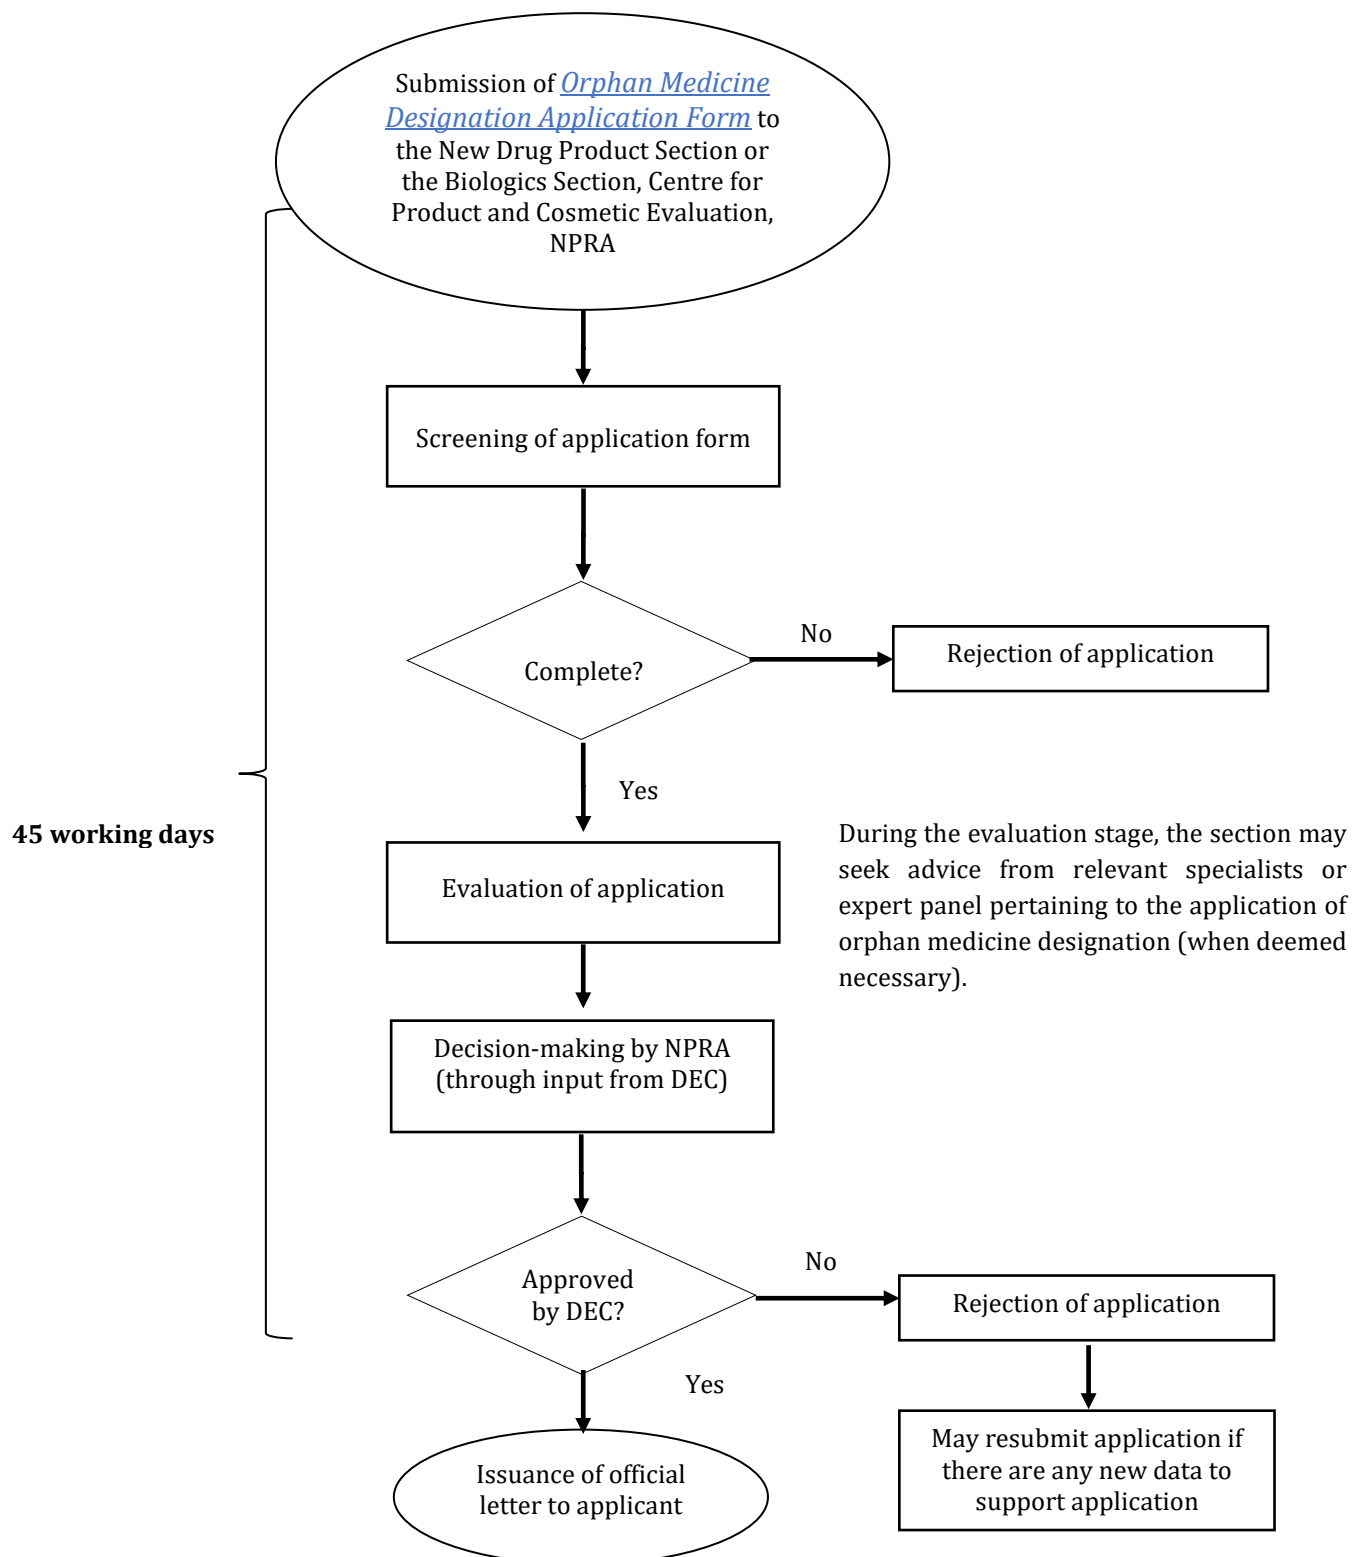 Submission of Orphan Medicine
Designation Application Form to
the New Drug Product Section or
the Biologics Section, Centre for
Product and Cosmetic Evaluation,
NPRA
Screening of application form
Complete?
No
Rejection of application
Yes
45 working days
Evaluation of application
During the evaluation stage, the section may
seek advice from relevant specialists or
expert panel pertaining to the application of
orphan medicine designation (when deemed
necessary).
Decision-making by NPRA
(through input from DEC)
Approved
by DEC?
No
Rejection of application
Yes
Issuance of official
letter to applicant
May resubmit application if
there are any new data to
support application